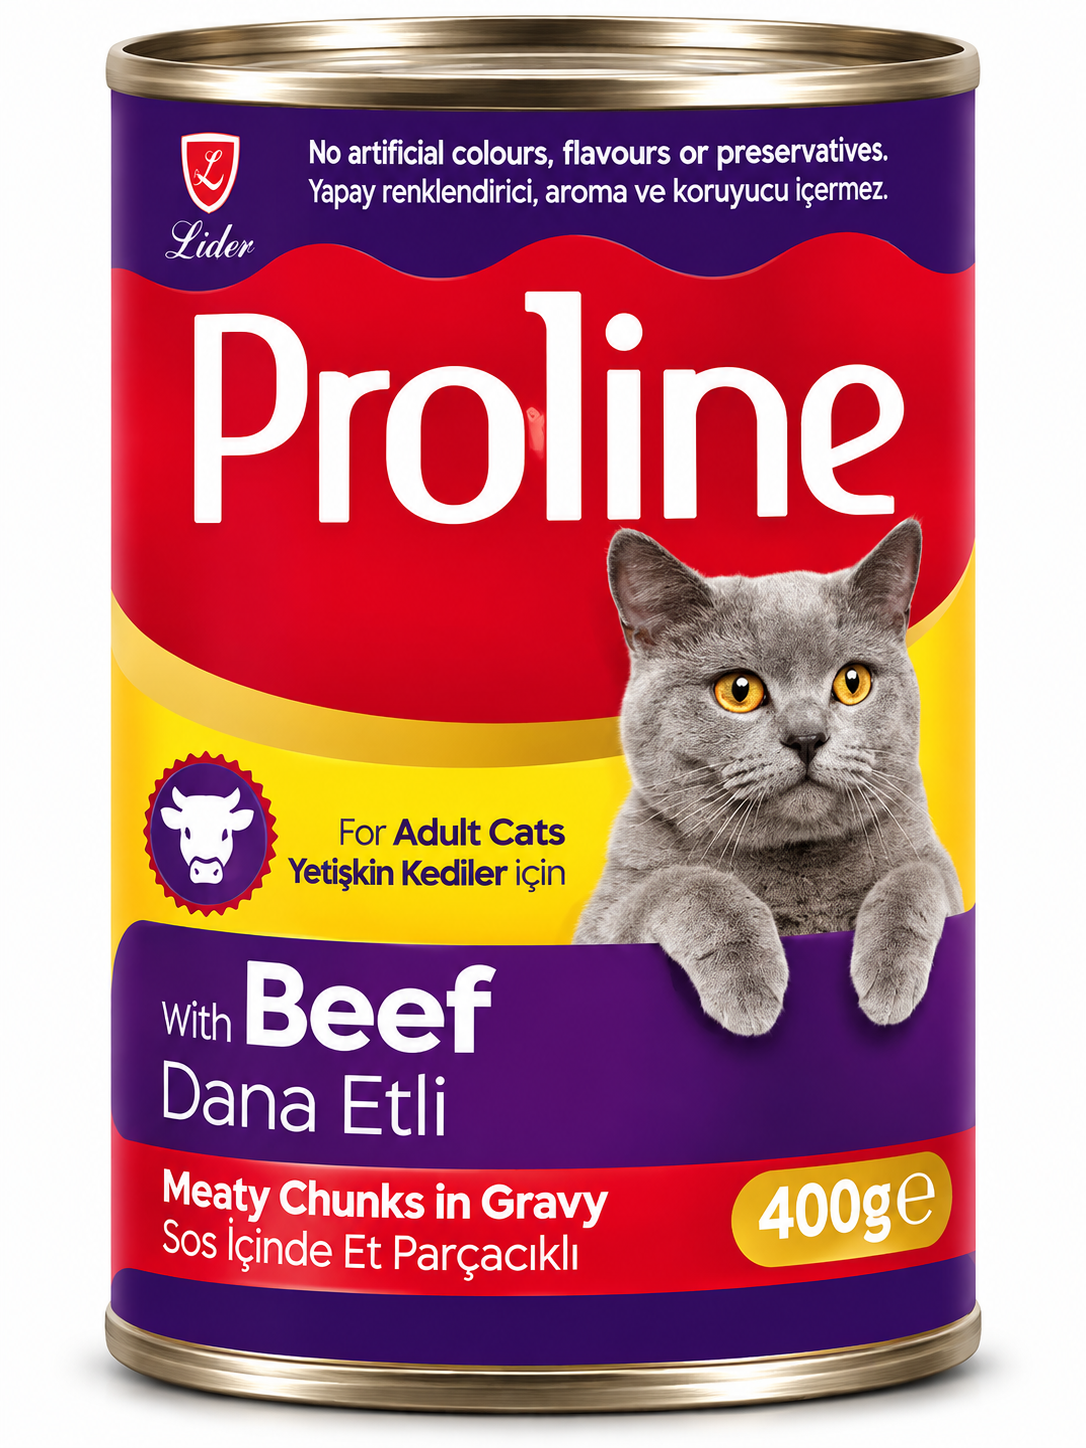 L
Lider
No artificial colours, flavours or preservatives.
Yapay renklendirici, aroma ve koruyucu içermez.
Proline
For Adult Cats
Yetişkin Kediler için
With Beef
Dana Etli
Meaty Chunks in Gravy
Sos İçinde Et Parçacıklı
400g℮